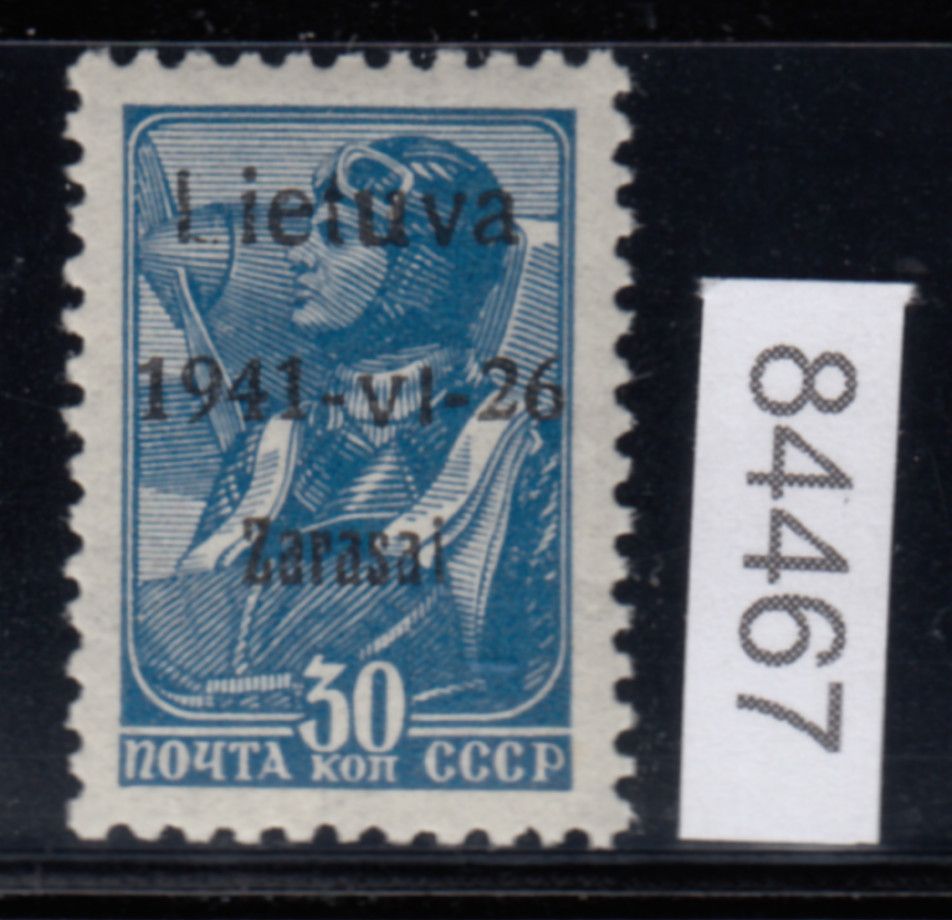 Lietuva
1941-VI-26
Zarasai
30
ПОЧТА КОП СССР
84467